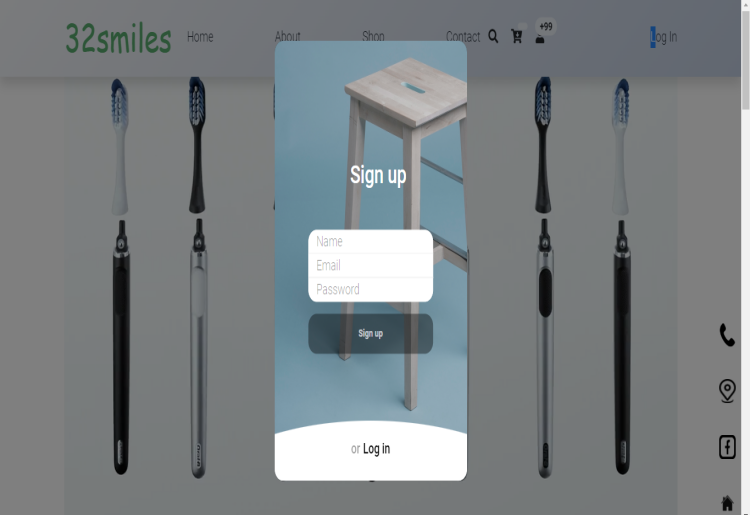 32smiles
Home
About
Shop
Contact
+99
Log In
Sign up
Name
Email
Password
Sign up
or Log in